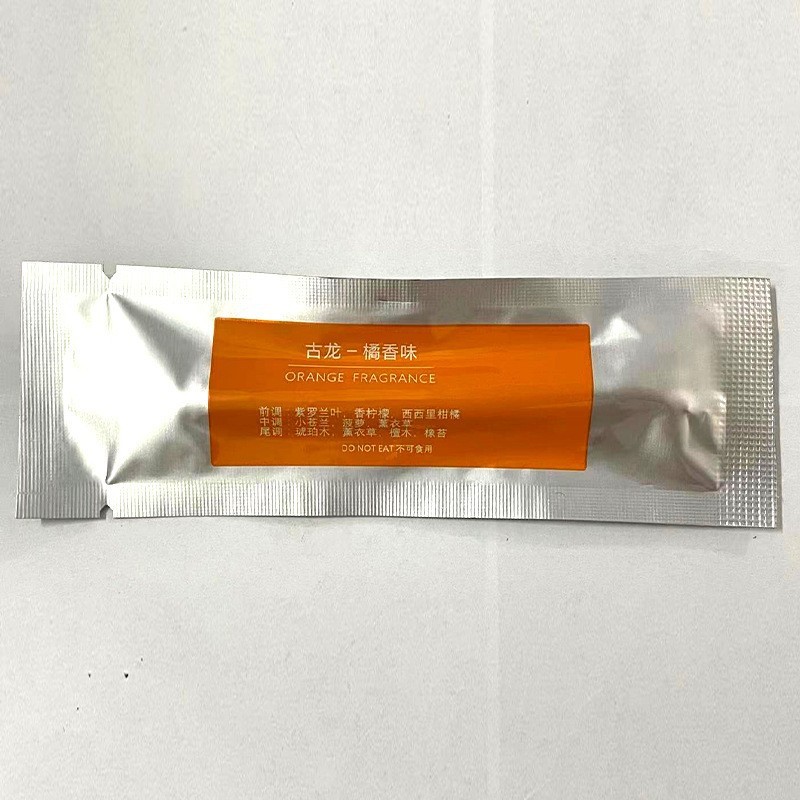 古龙－橘香味
ORANGE FRAGRANCE
前调：紫罗兰叶，香柠檬，西西里柑橘
中调：小苍兰，菠萝，薰衣草
尾调：琥珀木，薰衣草，檀木，橡苔
DO NOT EAT 不可食用